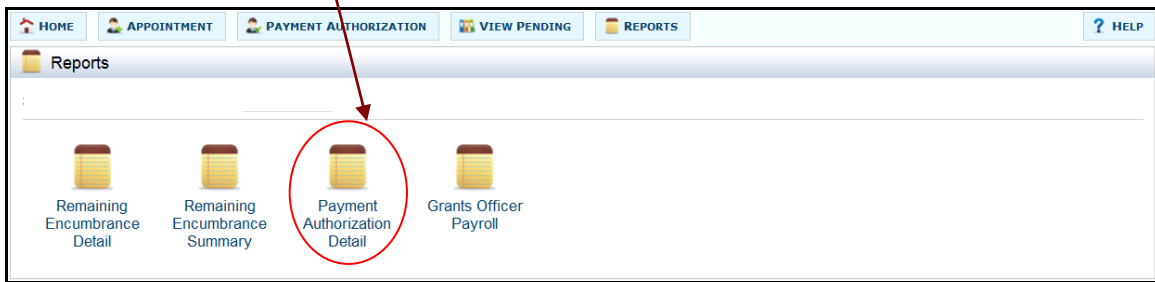 HOME APPOINTMENT PAYMENT AUTHORIZATION VIEW PENDING REPORTS ? HELP
Reports
Remaining Encumbrance Detail
Remaining Encumbrance Summary
Payment Authorization Detail
Grants Officer Payroll